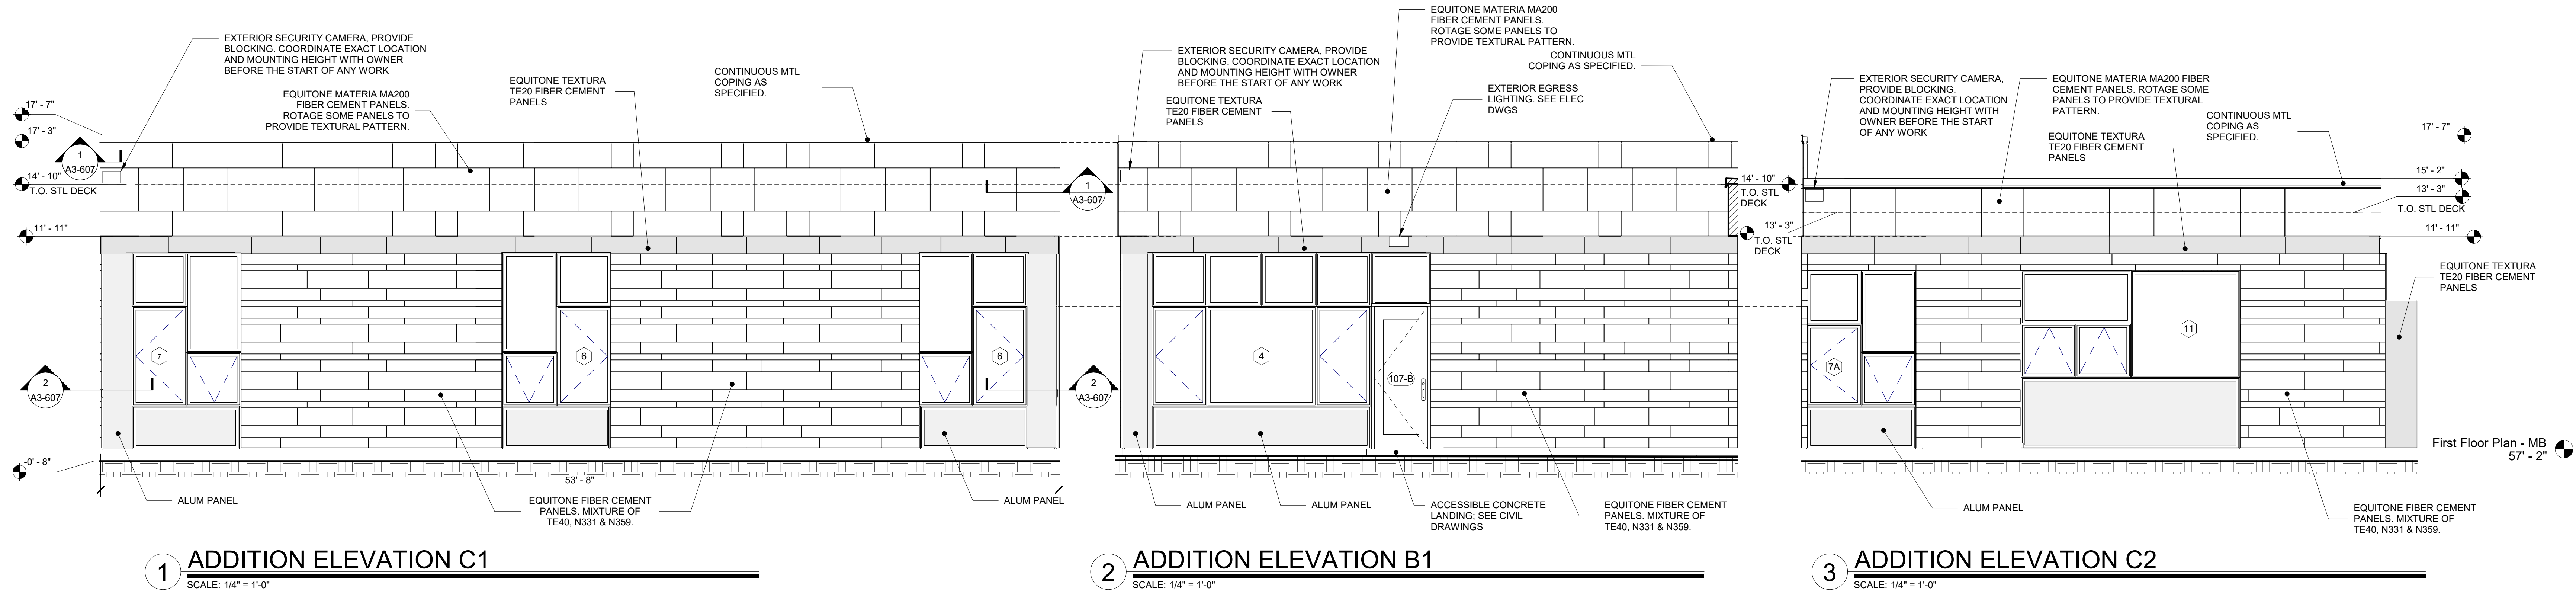 EXTERIOR SECURITY CAMERA, PROVIDE
BLOCKING. COORDINATE EXACT LOCATION
AND MOUNTING HEIGHT WITH OWNER
BEFORE THE START OF ANY WORK
EQUITONE MATERIA MA200
FIBER CEMENT PANELS.
ROTAGE SOME PANELS TO
PROVIDE TEXTURAL PATTERN.
EQUITONE TEXTURA
TE20 FIBER CEMENT
PANELS
CONTINUOUS MTL
COPING AS
SPECIFIED.
17' - 7"
17' - 3"
1
A3-607
14' - 10"
T.O. STL DECK
11' - 11"
1
A3-607
7
6
6
2
A3-607
2
A3-607
-0' - 8"
53' - 8"
ALUM PANEL
EQUITONE FIBER CEMENT
PANELS. MIXTURE OF
TE40, N331 & N359.
ALUM PANEL
1
ADDITION ELEVATION C1
SCALE: 1/4" = 1'-0"
EQUITONE MATERIA MA200
FIBER CEMENT PANELS.
ROTAGE SOME PANELS TO
PROVIDE TEXTURAL PATTERN.
EXTERIOR SECURITY CAMERA, PROVIDE
BLOCKING. COORDINATE EXACT LOCATION
AND MOUNTING HEIGHT WITH OWNER
BEFORE THE START OF ANY WORK
CONTINUOUS MTL
COPING AS SPECIFIED.
EQUITONE TEXTURA
TE20 FIBER CEMENT
PANELS
EXTERIOR EGRESS
LIGHTING. SEE ELEC
DWGS
14' - 10"
T.O. STL
DECK
13' - 3"
T.O. STL
DECK
4
107-B
ALUM PANEL
ALUM PANEL
ACCESSIBLE CONCRETE
LANDING; SEE CIVIL
DRAWINGS
EQUITONE FIBER CEMENT
PANELS. MIXTURE OF
TE40, N331 & N359.
2
ADDITION ELEVATION B1
SCALE: 1/4" = 1'-0"
EXTERIOR SECURITY CAMERA,
PROVIDE BLOCKING.
COORDINATE EXACT LOCATION
AND MOUNTING HEIGHT WITH
OWNER BEFORE THE START
OF ANY WORK
EQUITONE MATERIA MA200 FIBER
CEMENT PANELS. ROTAGE SOME
PANELS TO PROVIDE TEXTURAL
PATTERN.
EQUITONE TEXTURA
TE20 FIBER CEMENT
PANELS
CONTINUOUS MTL
COPING AS
SPECIFIED.
17' - 7"
15' - 2"
13' - 3"
T.O. STL DECK
11' - 11"
EQUITONE TEXTURA
TE20 FIBER CEMENT
PANELS
7A
11
First Floor Plan - MB
57' - 2"
ALUM PANEL
EQUITONE FIBER CEMENT
PANELS. MIXTURE OF
TE40, N331 & N359.
3
ADDITION ELEVATION C2
SCALE: 1/4" = 1'-0"